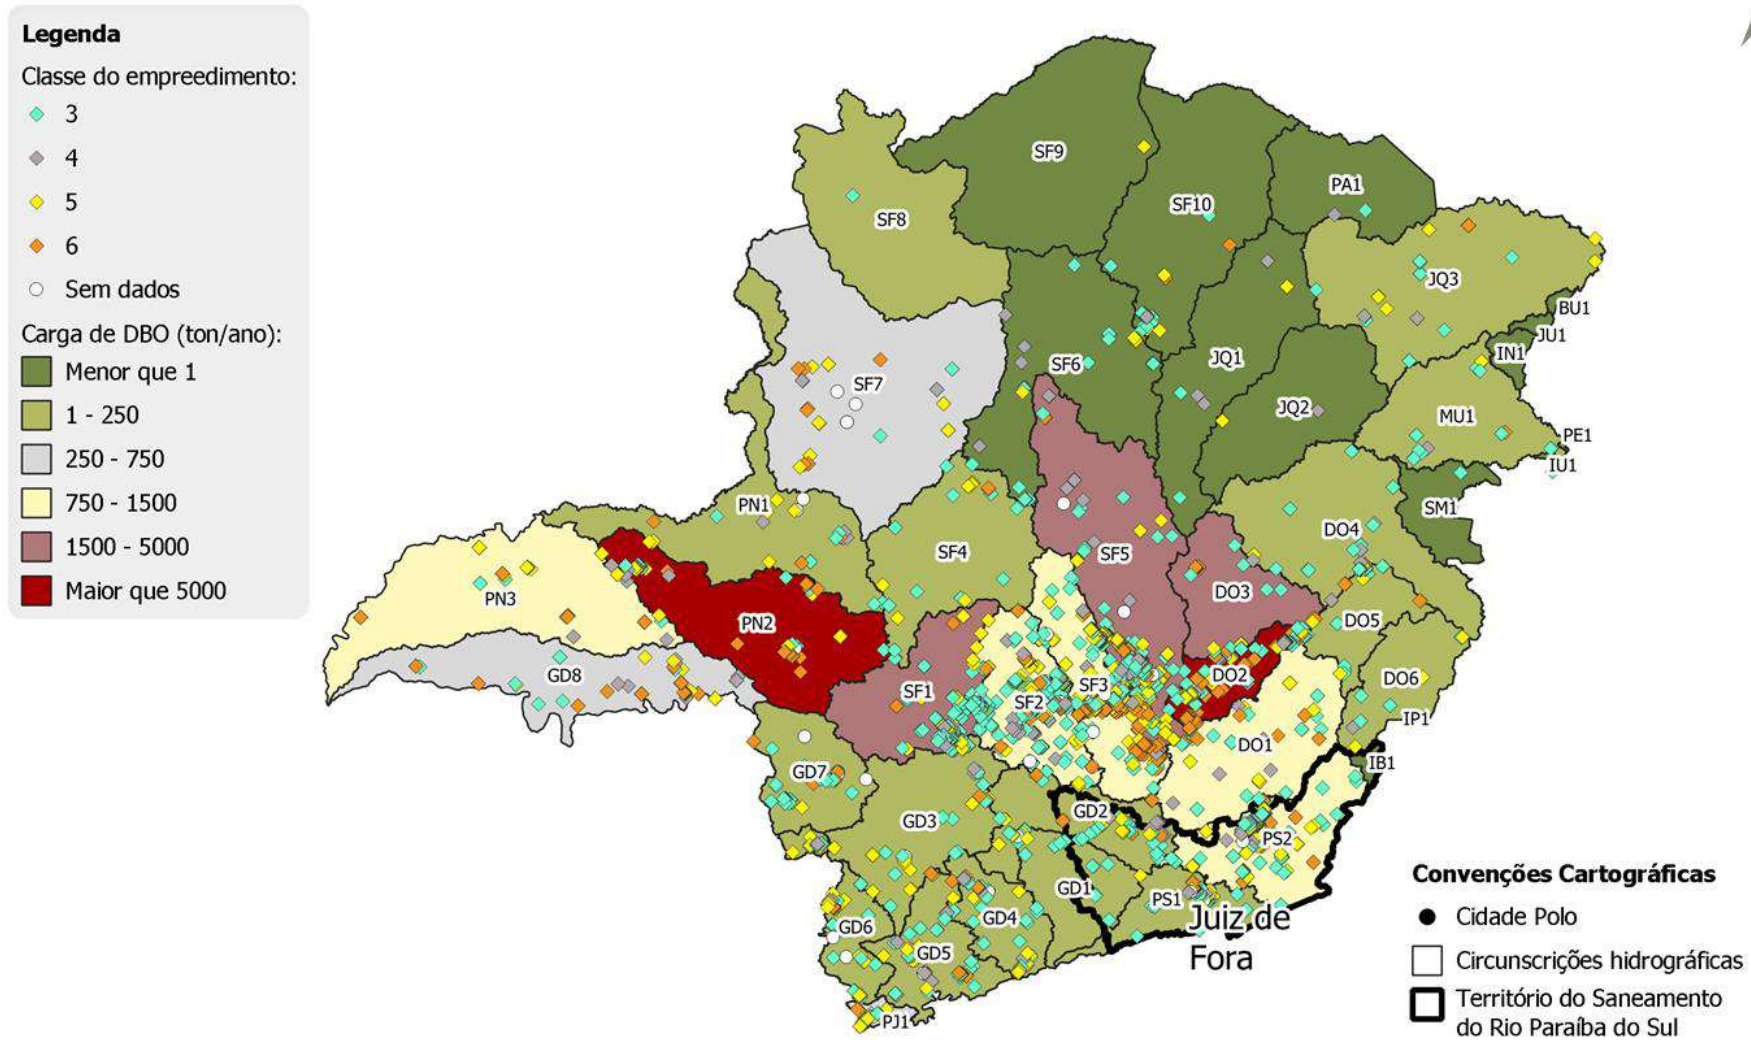 Legenda
Classe do empreedimento:
3
4
5
6
Sem dados
Carga de DBO (ton/ano):
Menor que 1
1 - 250
250 - 750
750 - 1500
1500 - 5000
Maior que 5000
SF9
PA1
SF10
SF8
JQ3
BU1
JU1
IN1
JQ1
SF6
SF7
JQ2
MU1
PE1
IU1
PN1
SM1
DO4
SF4
SF5
DO3
PN3
PN2
DO5
GD8
DO2
DO6
SF3
SF1
SF2
IP1
DO1
IB1
GD7
GD2
GD3
PS2
GD1
PS1
GD4
GD6
GD5
PJ1
Juiz de
Fora
Convenções Cartográficas
Cidade Polo
Circunscrições hidrográficas
Território do Saneamento
do Rio Paraíba do Sul